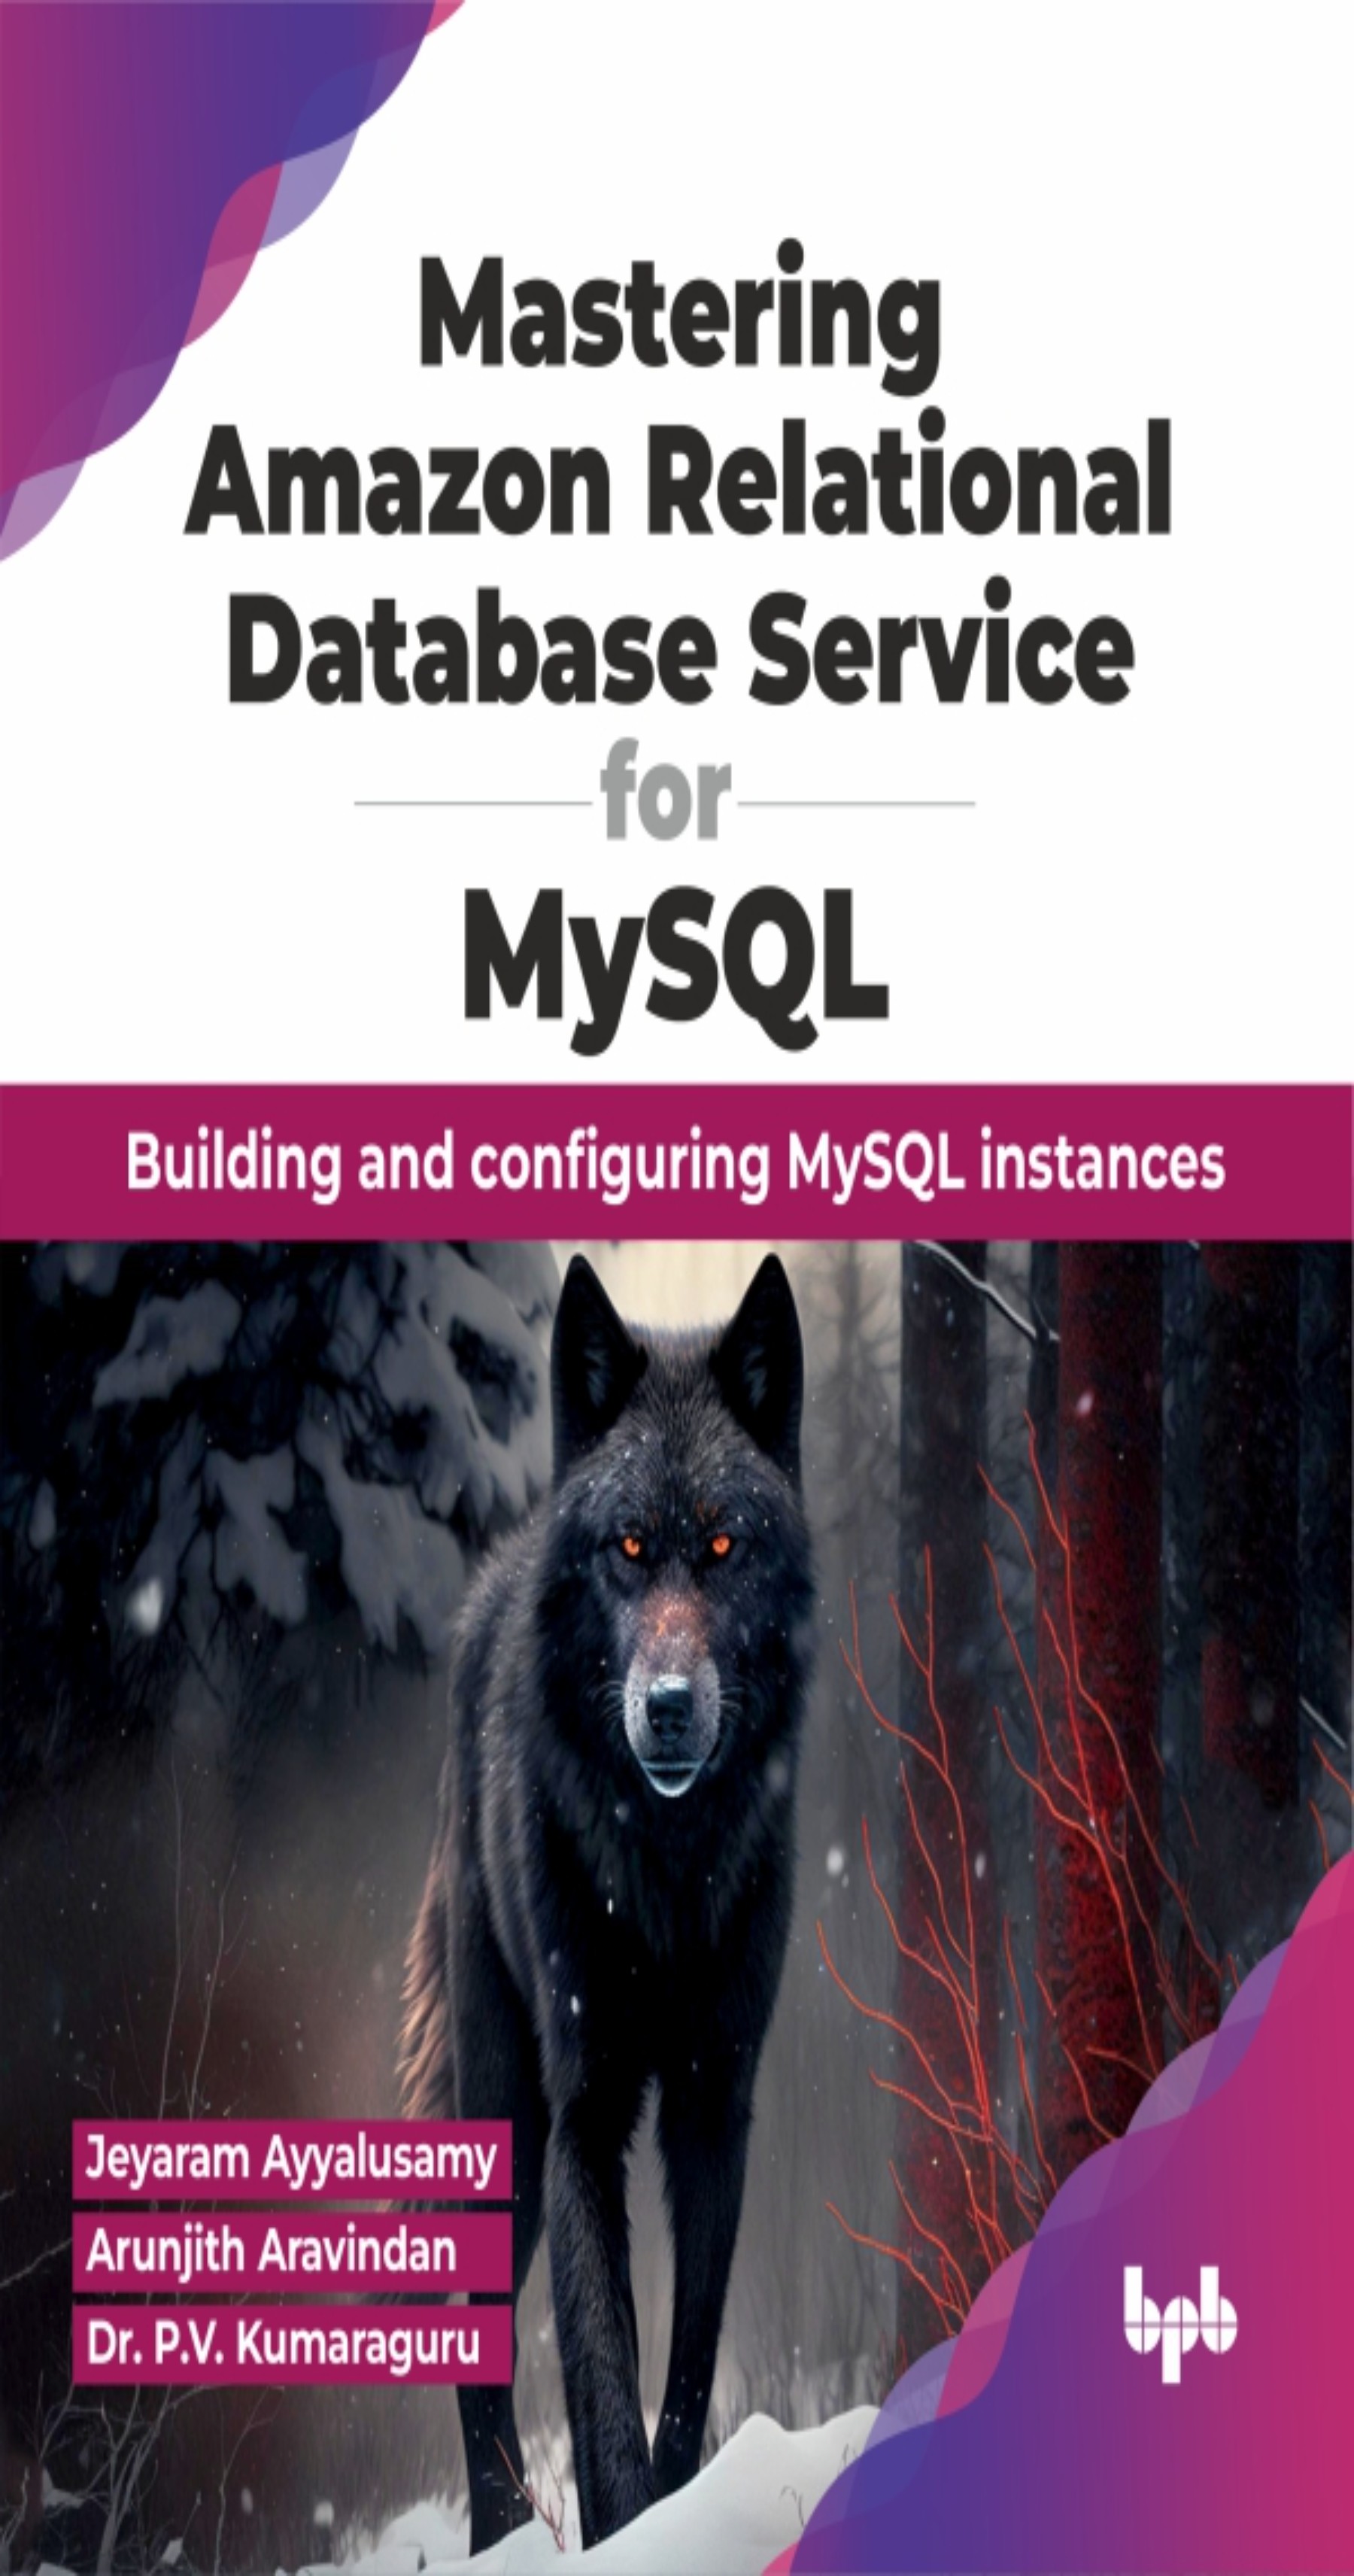 Mastering
Amazon Relational
Database Service
for
MySQL
Building and configuring MySQL instances
Jeyaram Ayyalusamy
Arunjith Aravindan
Dr. P.V. Kumaraguru
bpb